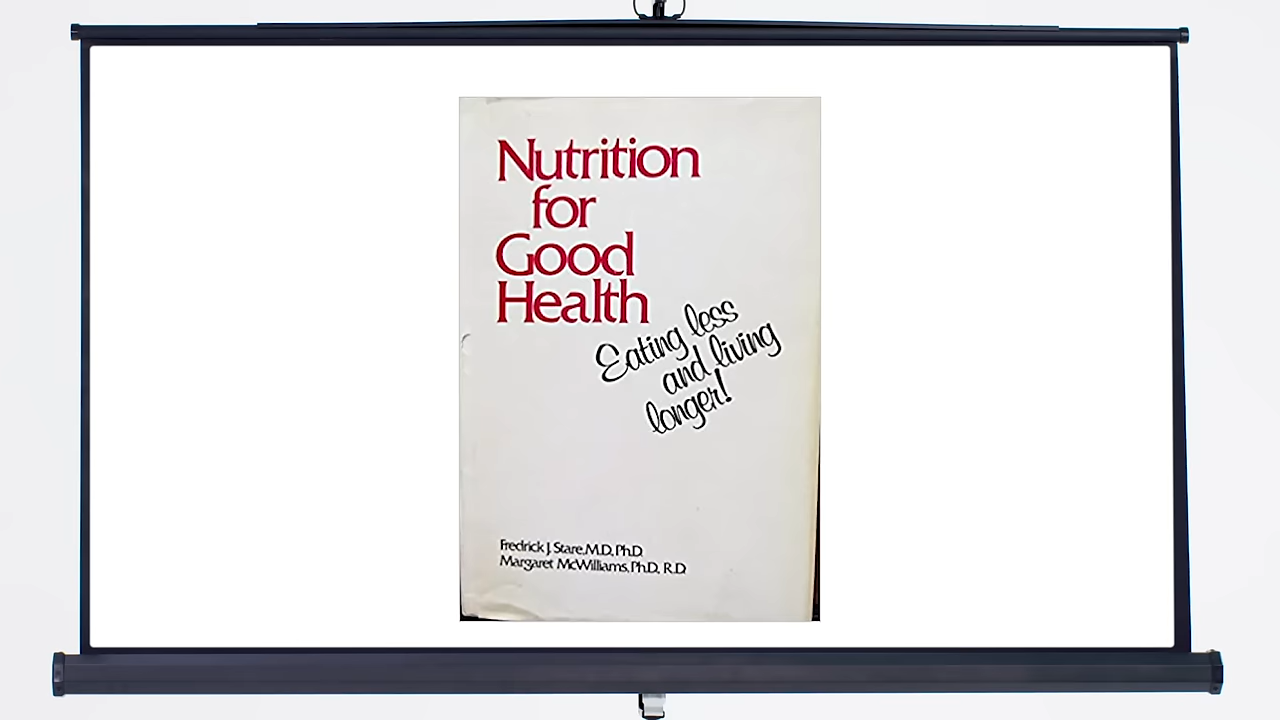 Nutrition
for
Good
Health
Eating less
and living
longer!
Fredrick J. Stare, M.D., Ph.D.
Margaret McWilliams, Ph.D., R.D.